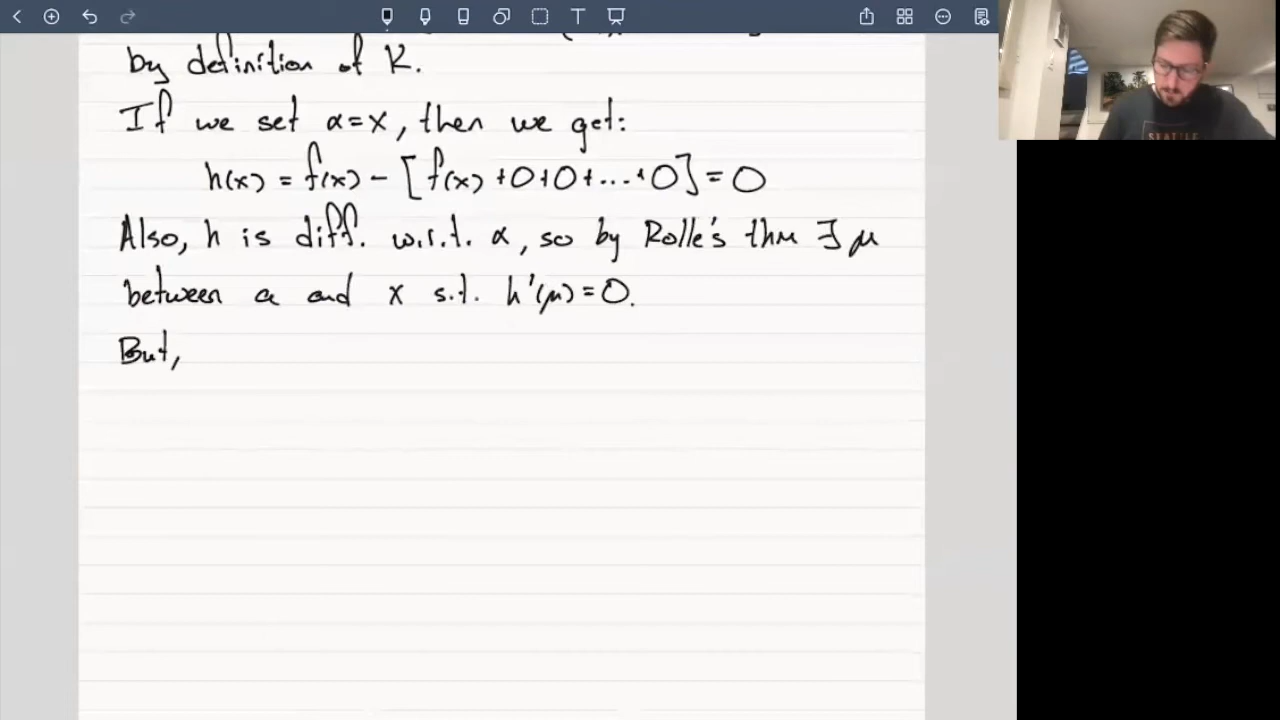 by definition of K.
If we set α=x, then we get:
h(x) = f(x) - [f(x) +0+0+...+0] = 0
Also, h is diff. w.r.t. α, so by Rolle's thm ∃ μ
between a and x s.t. h'(μ)=0.
But,
SEATTLE